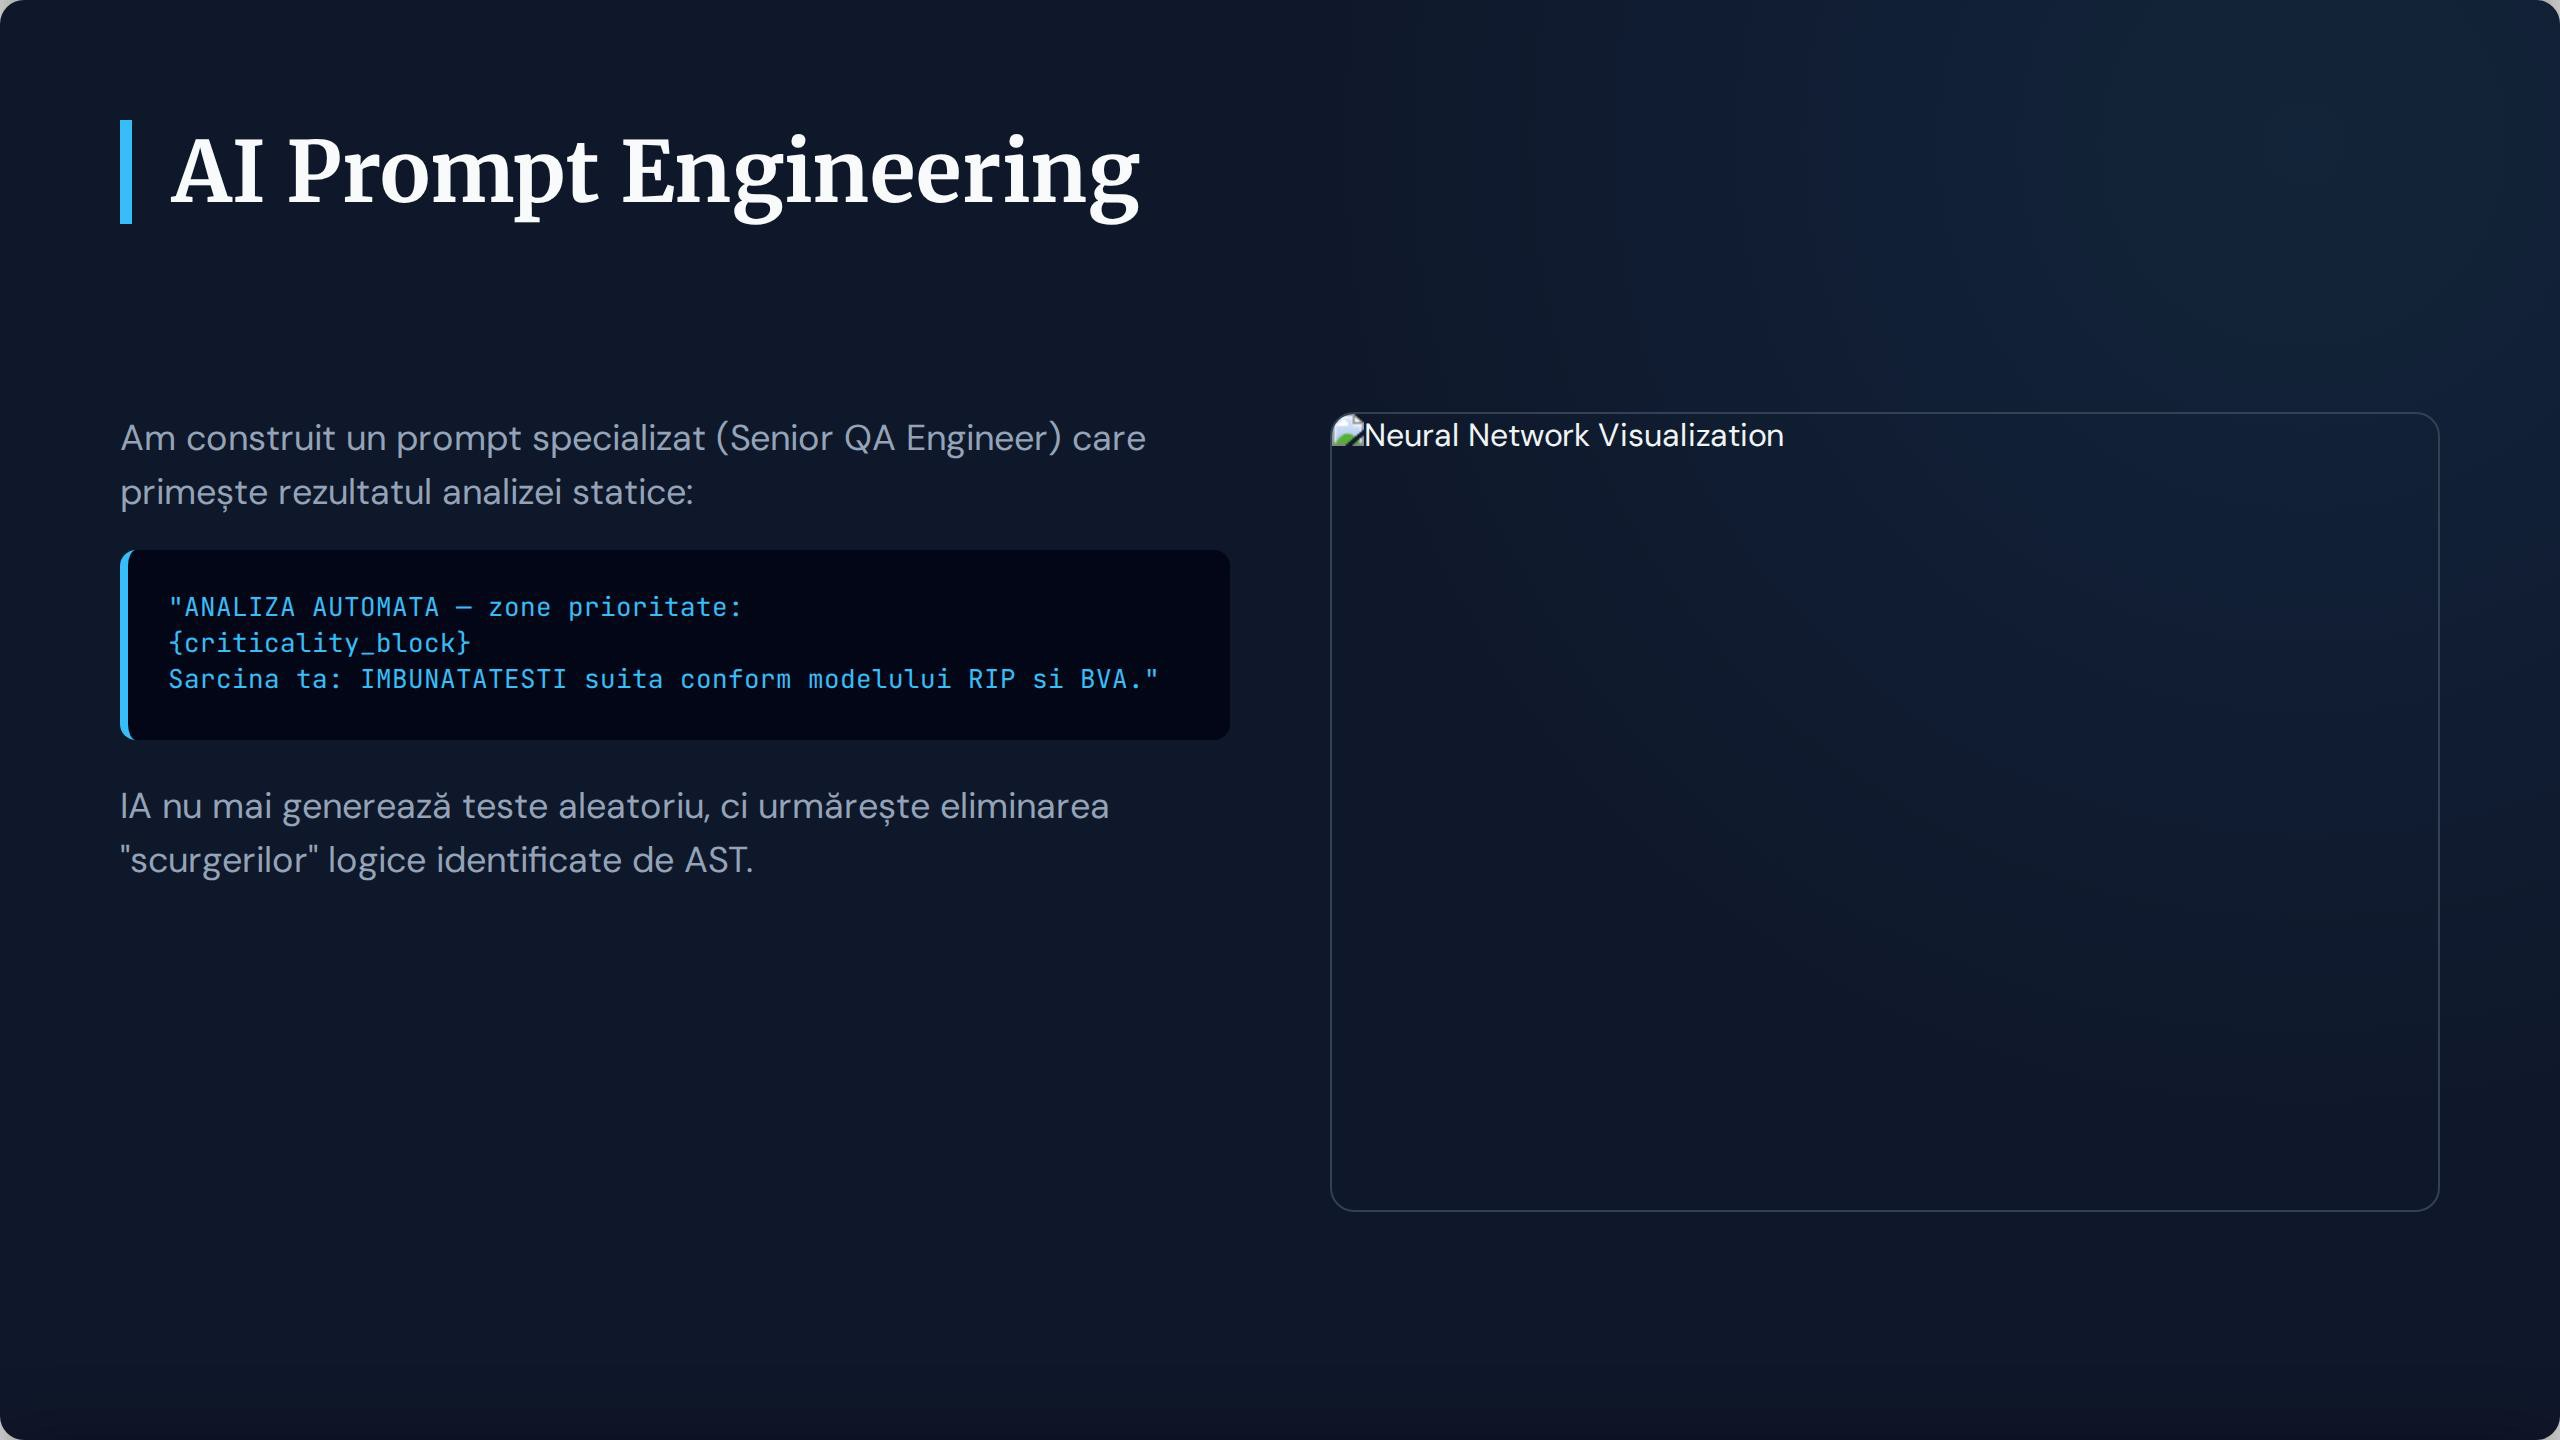 AI Prompt Engineering
Am construit un prompt specializat (Senior QA Engineer) care
primește rezultatul analizei statice:
"ANALIZA AUTOMATA — zone prioritate:
{criticality_block}
Sarcina ta: IMBUNATATESTI suita conform modelului RIP si BVA."
IA nu mai generează teste aleatoriu, ci urmărește eliminarea
"scurgerilor" logice identificate de AST.
Neural Network Visualization